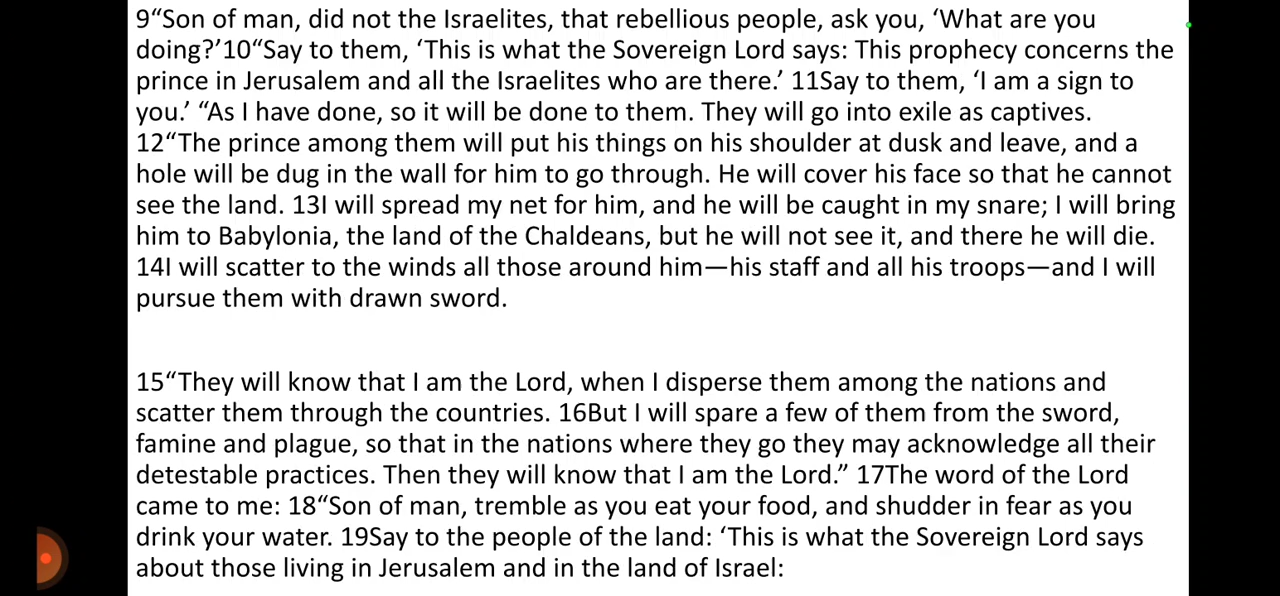 9“Son of man, did not the Israelites, that rebellious people, ask you, ‘What are you
doing?’10“Say to them, ‘This is what the Sovereign Lord says: This prophecy concerns the
prince in Jerusalem and all the Israelites who are there.’ 11Say to them, ‘I am a sign to
you.’ “As I have done, so it will be done to them. They will go into exile as captives.
12“The prince among them will put his things on his shoulder at dusk and leave, and a
hole will be dug in the wall for him to go through. He will cover his face so that he cannot
see the land. 13I will spread my net for him, and he will be caught in my snare; I will bring
him to Babylonia, the land of the Chaldeans, but he will not see it, and there he will die.
14I will scatter to the winds all those around him—his staff and all his troops—and I will
pursue them with drawn sword.
15“They will know that I am the Lord, when I disperse them among the nations and
scatter them through the countries. 16But I will spare a few of them from the sword,
famine and plague, so that in the nations where they go they may acknowledge all their
detestable practices. Then they will know that I am the Lord.” 17The word of the Lord
came to me: 18“Son of man, tremble as you eat your food, and shudder in fear as you
drink your water. 19Say to the people of the land: ‘This is what the Sovereign Lord says
about those living in Jerusalem and in the land of Israel: